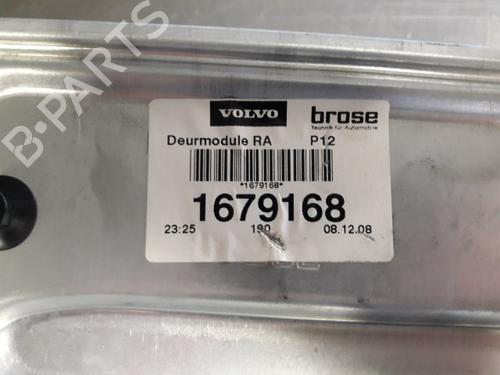 VOLVO
brose
Technik für Automobile
Deurmodule RA P12
*1679168*
1679168
23:25 190 08.12.08
B-PARTS